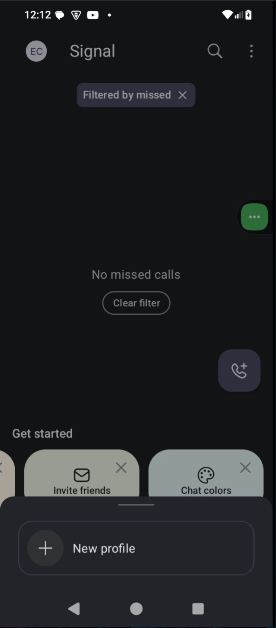 12:12
EC
Signal
Filtered by missed
No missed calls
Clear filter
Get started
Invite friends
Chat colors
New profile